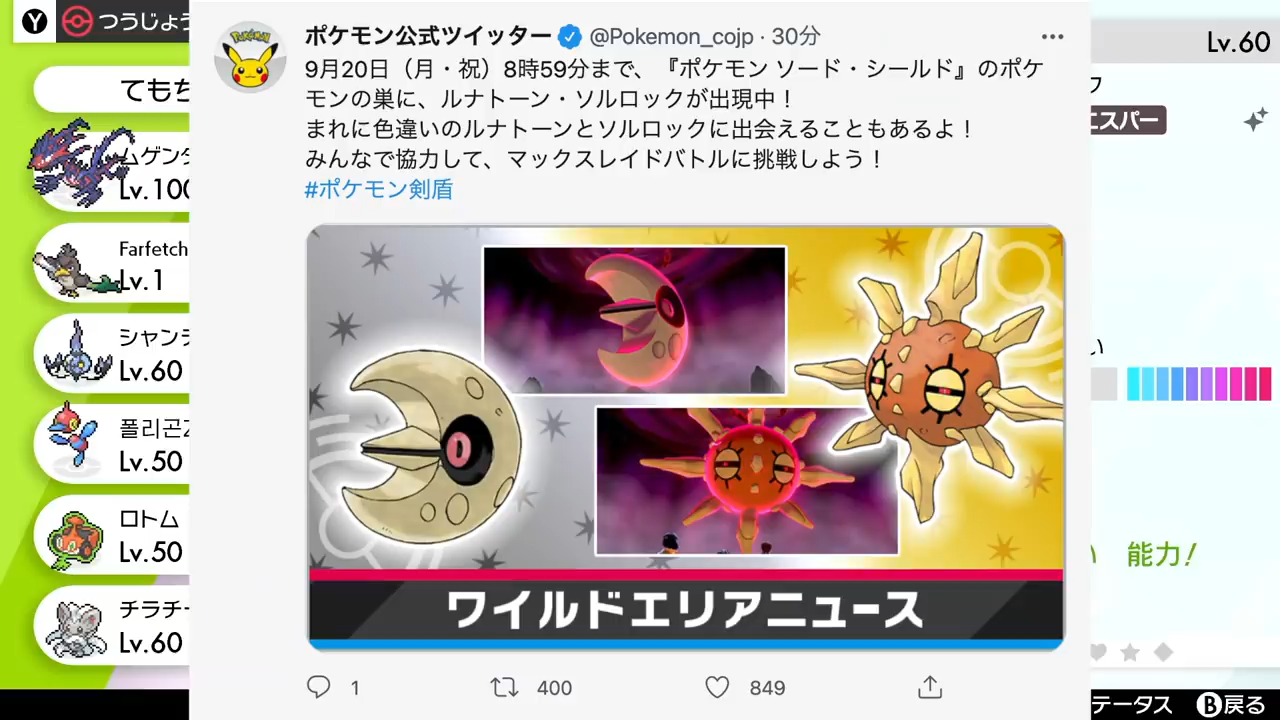 Y つうじょう
てもち
ムゲンダ
Lv.100
Farfetch
Lv.1
シャンデ
Lv.60
폴리곤Z
Lv.50
ロトム
Lv.50
チラチー
Lv.60
ポケモン公式ツイッター @Pokemon_cojp · 30分
9月20日（月・祝）8時59分まで、『ポケモン ソード・シールド』のポケ
モンの巣に、ルナトーン・ソルロックが出現中！
まれに色違いのルナトーンとソルロックに出会えることもあるよ！
みんなで協力して、マックスレイドバトルに挑戦しよう！
#ポケモン剣盾
POKéMON
ワイルドエリアニュース
1 400 849
Lv.60
エスパー
い
能力!
テータス B戻る